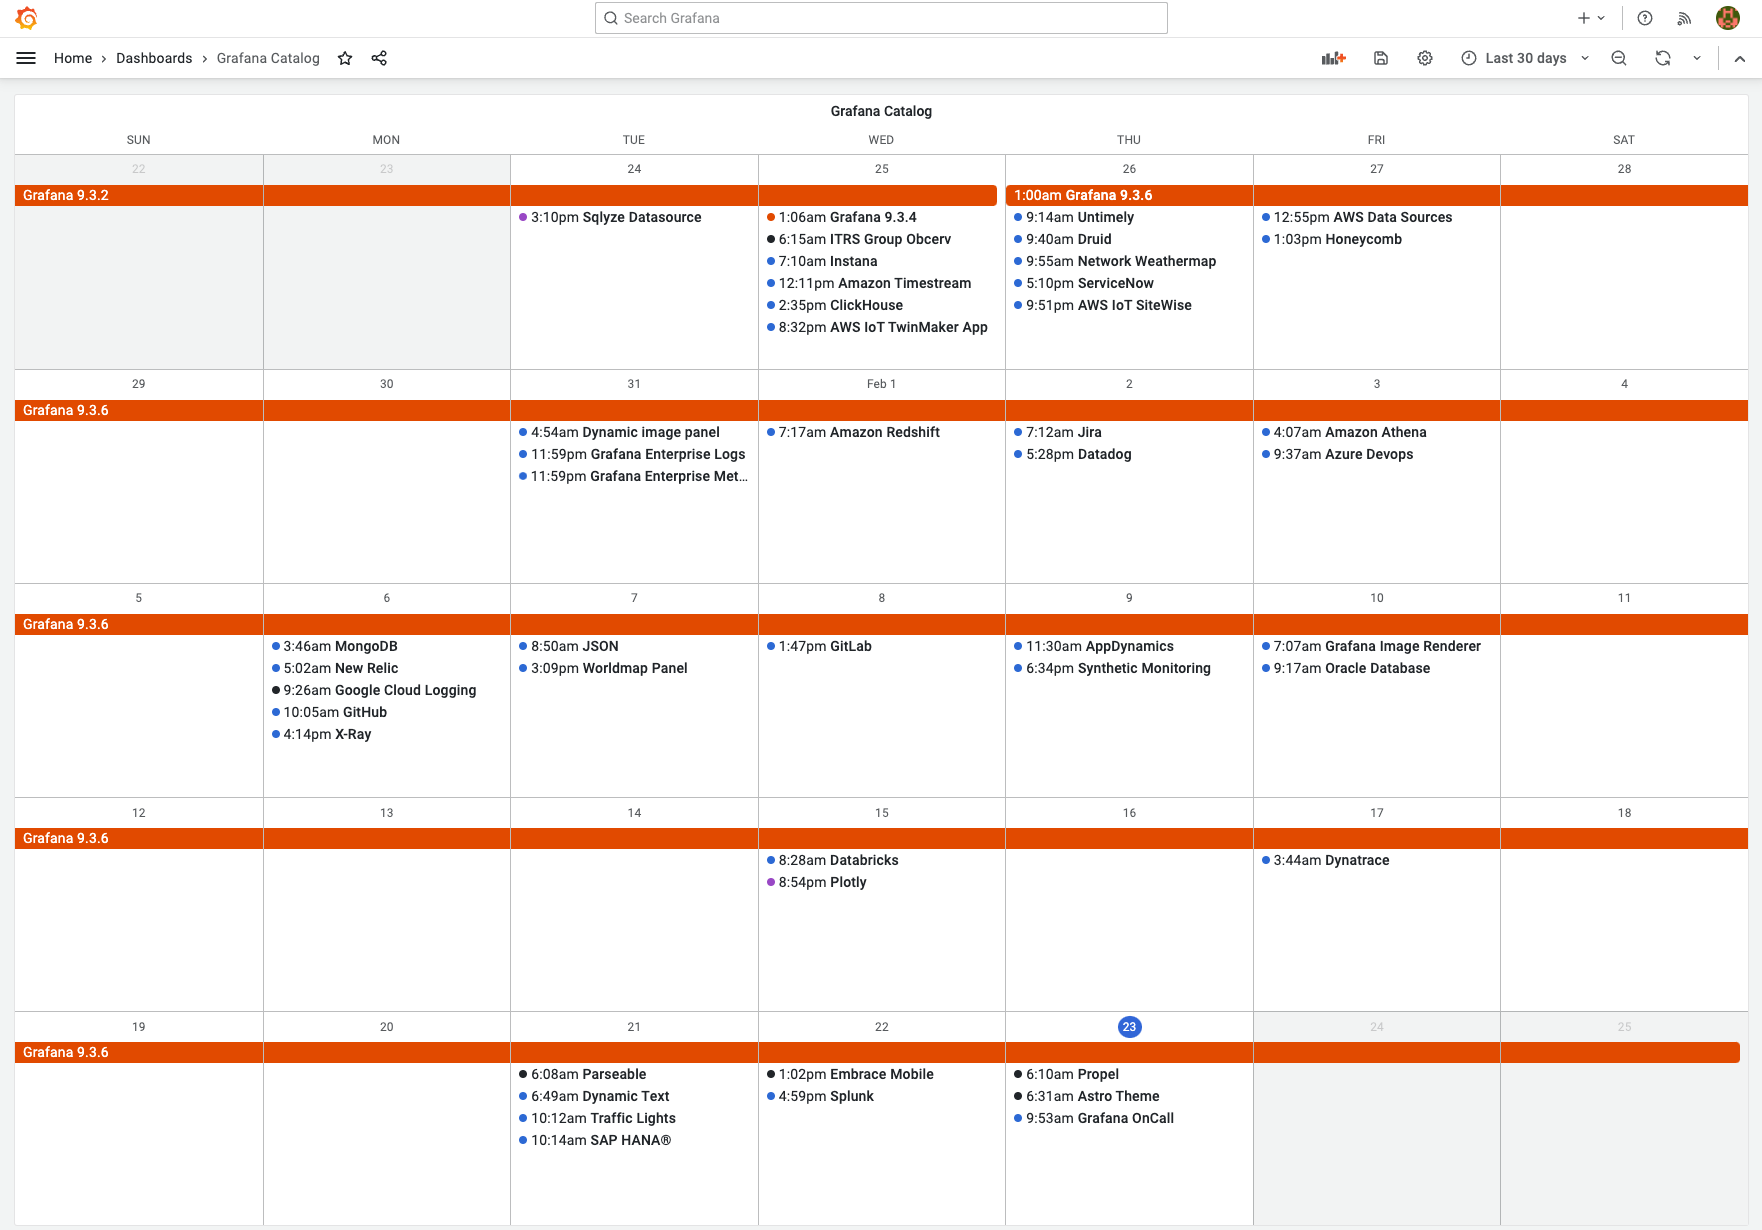 Search Grafana
Home
Dashboards
Grafana Catalog
Last 30 days
Grafana Catalog
SUN
MON
TUE
WED
THU
FRI
SAT
22
23
24
25
26
27
28
Grafana 9.3.2
1:00am Grafana 9.3.6
3:10pm Sqlyze Datasource
1:06am Grafana 9.3.4
6:15am ITRS Group Obcerv
7:10am Instana
12:11pm Amazon Timestream
2:35pm ClickHouse
8:32pm AWS IoT TwinMaker App
9:14am Untimely
9:40am Druid
9:55am Network Weathermap
5:10pm ServiceNow
9:51pm AWS IoT SiteWise
12:55pm AWS Data Sources
1:03pm Honeycomb
29
30
31
Feb 1
2
3
4
Grafana 9.3.6
4:54am Dynamic image panel
11:59pm Grafana Enterprise Logs
11:59pm Grafana Enterprise Met...
7:17am Amazon Redshift
7:12am Jira
5:28pm Datadog
4:07am Amazon Athena
9:37am Azure Devops
5
6
7
8
9
10
11
Grafana 9.3.6
3:46am MongoDB
5:02am New Relic
9:26am Google Cloud Logging
10:05am GitHub
4:14pm X-Ray
8:50am JSON
3:09pm Worldmap Panel
1:47pm GitLab
11:30am AppDynamics
6:34pm Synthetic Monitoring
7:07am Grafana Image Renderer
9:17am Oracle Database
12
13
14
15
16
17
18
Grafana 9.3.6
8:28am Databricks
8:54pm Plotly
3:44am Dynatrace
19
20
21
22
23
24
25
Grafana 9.3.6
6:08am Parseable
6:49am Dynamic Text
10:12am Traffic Lights
10:14am SAP HANA®
1:02pm Embrace Mobile
4:59pm Splunk
6:10am Propel
6:31am Astro Theme
9:53am Grafana OnCall